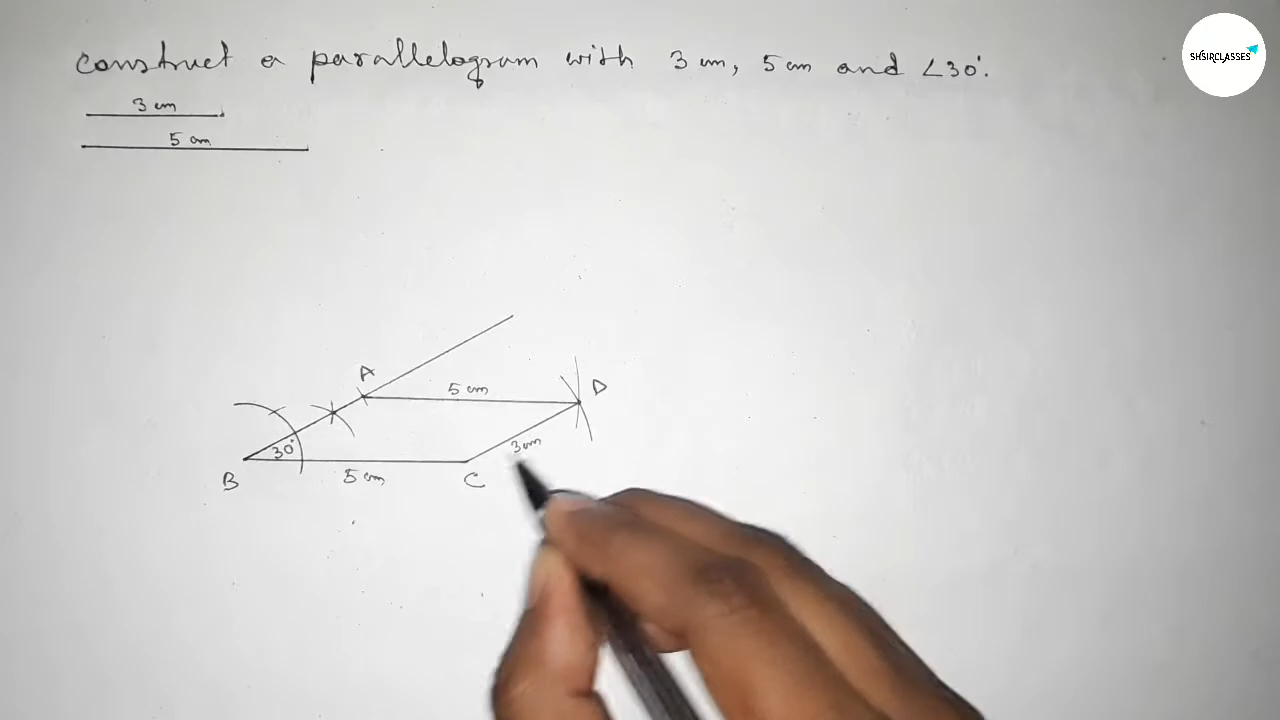 construct a parallelogram with 3 cm, 5 cm and ∠30°.
SHSIRCLASSES
3 cm
5 cm
A
5 cm
D
30°
3 cm
B
5 cm
C